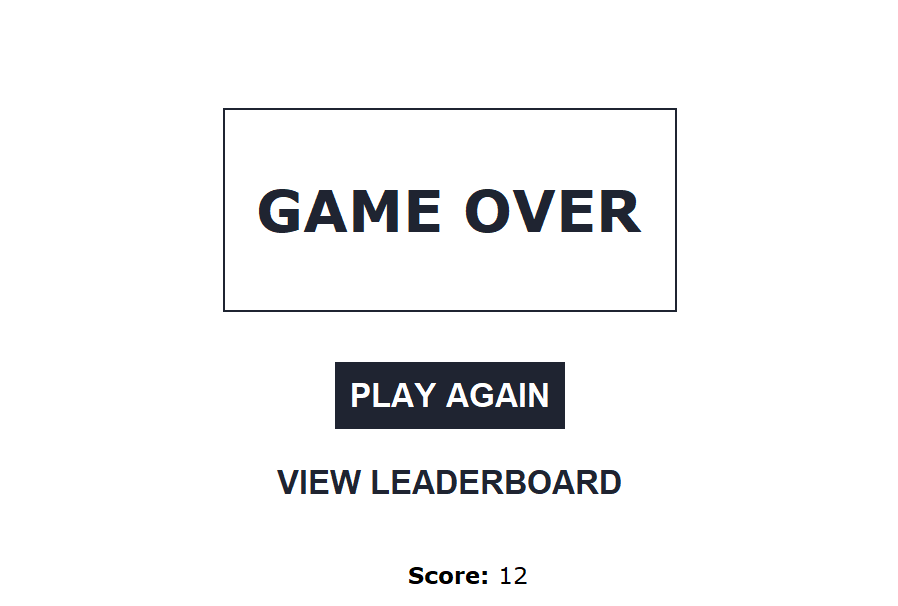 GAME OVER
PLAY AGAIN
VIEW LEADERBOARD
Score: 12